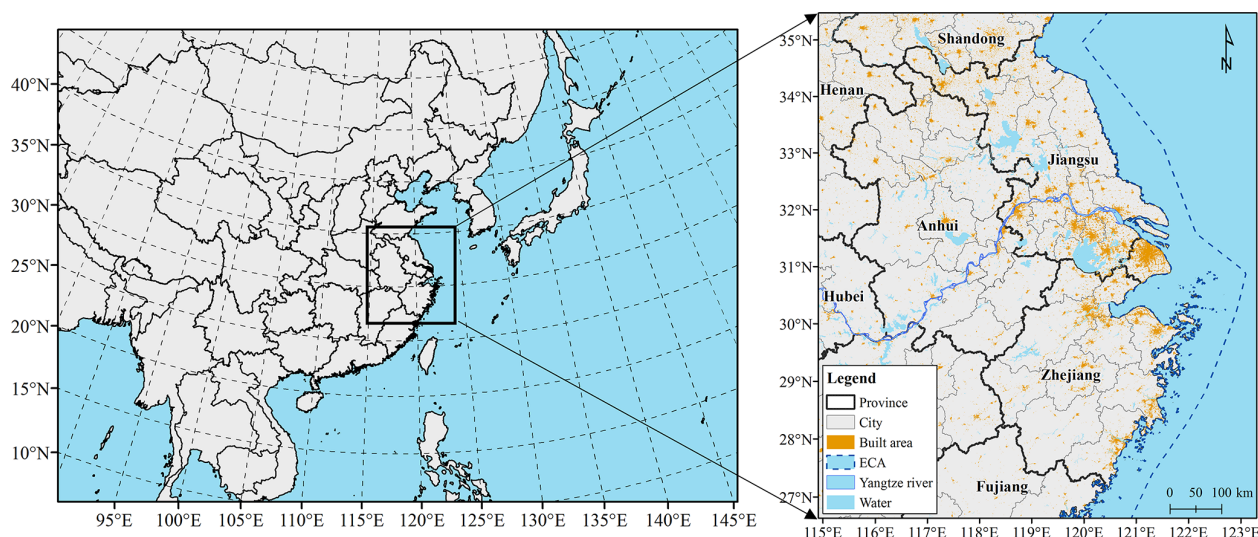 40°N
35°N
30°N
25°N
20°N
15°N
10°N
95°E
100°E
105°E
110°E
115°E
120°E
125°E
130°E
135°E
140°E
145°E
35°N
34°N
33°N
32°N
31°N
30°N
29°N
28°N
27°N
Shandong
N
Henan
Jiangsu
Anhui
Hubei
Zhejiang
Fujiang
Legend
Province
City
Built area
ECA
Yangtze river
Water
0 50 100 km
115°E
116°E
117°E
118°E
119°E
120°E
121°E
122°E
123°E